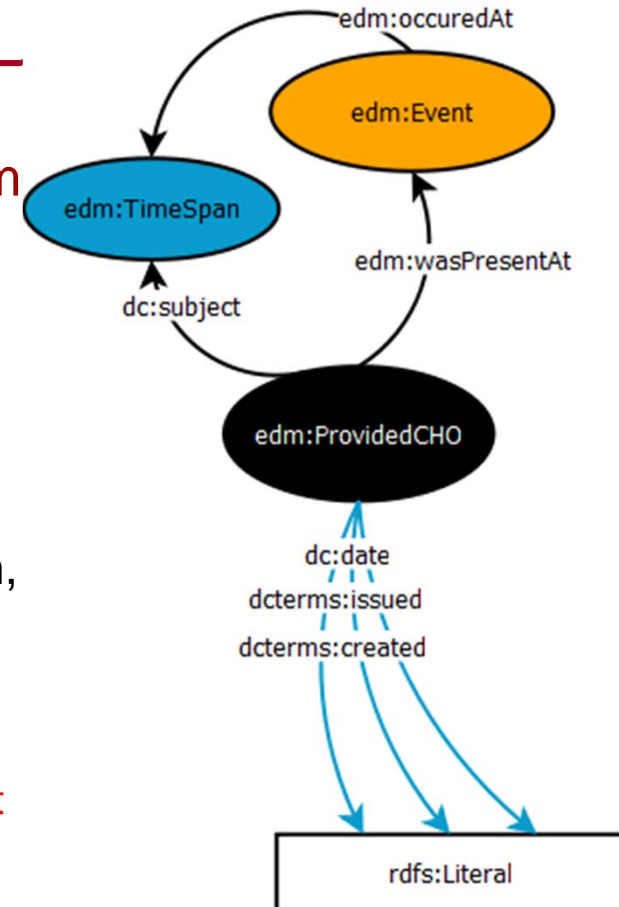 edm:occuredAt
edm:Event
edm:TimeSpan
edm:wasPresentAt
dc:subject
edm:ProvidedCHO
dc:date
dcterms:issued
dcterms:created
rdfs:Literal